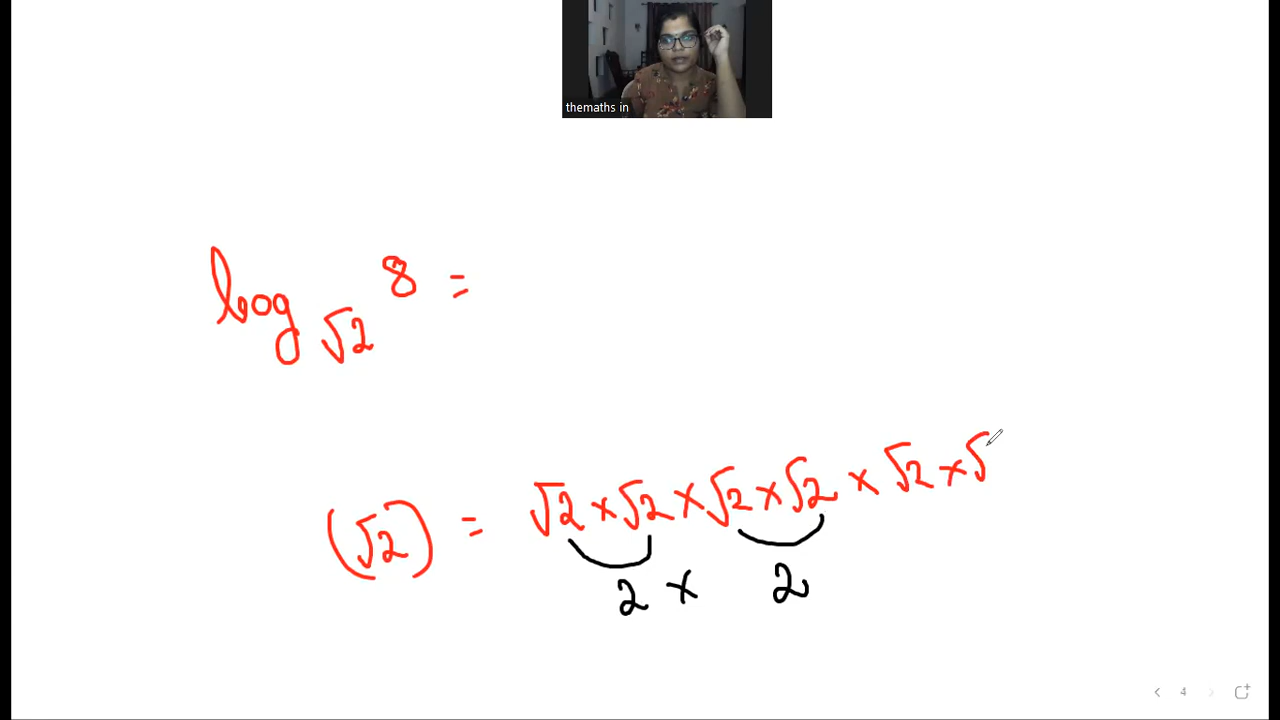 themaths in
log √2 8 =
(√2) = √2 × √2 × √2 × √2 × √2 × √
2 × 2
4